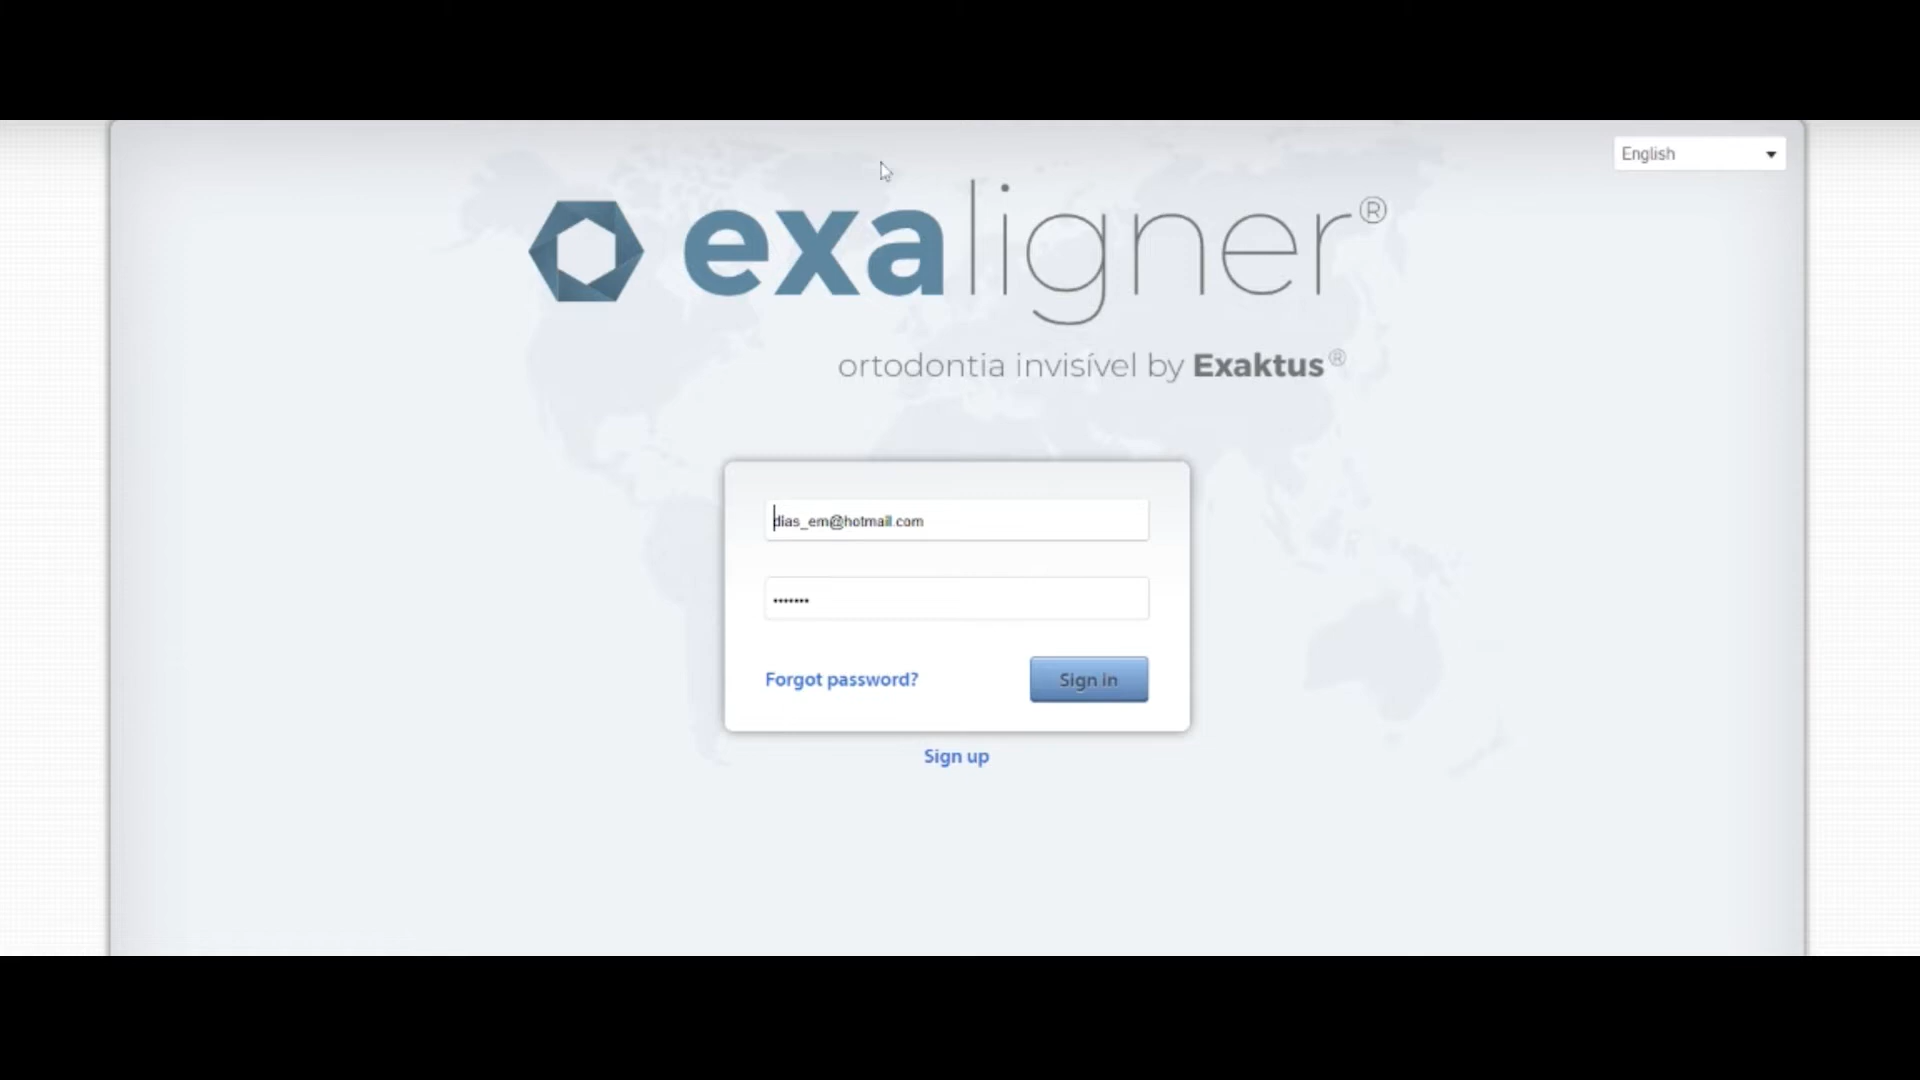 English
exaligner®
ortodontia invisível by Exaktus®
dias_em@hotmail.com
•••••••
Forgot password?
Sign in
Sign up